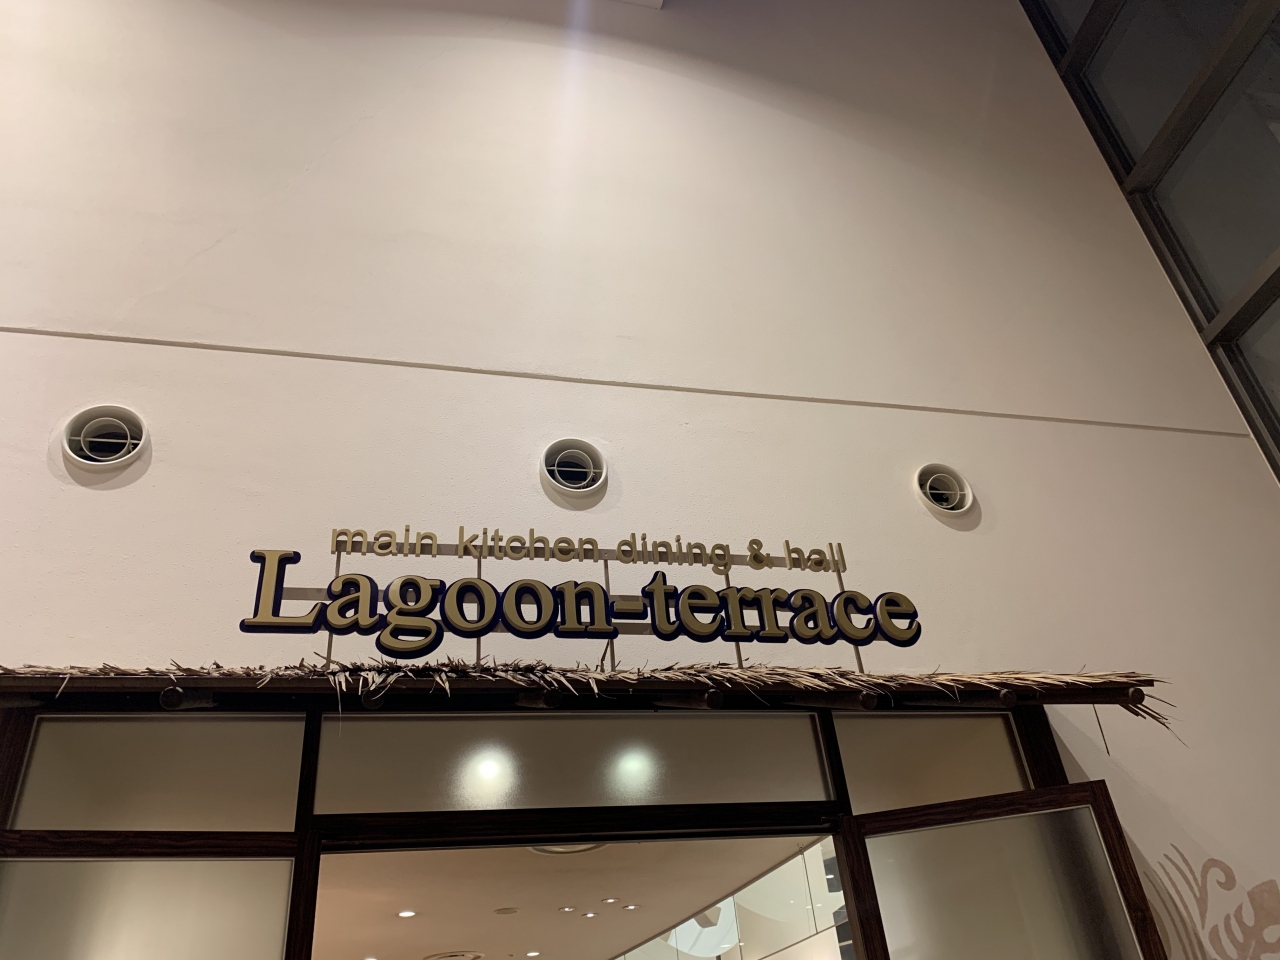 main kitchen dining & hall
Lagoon-terrace